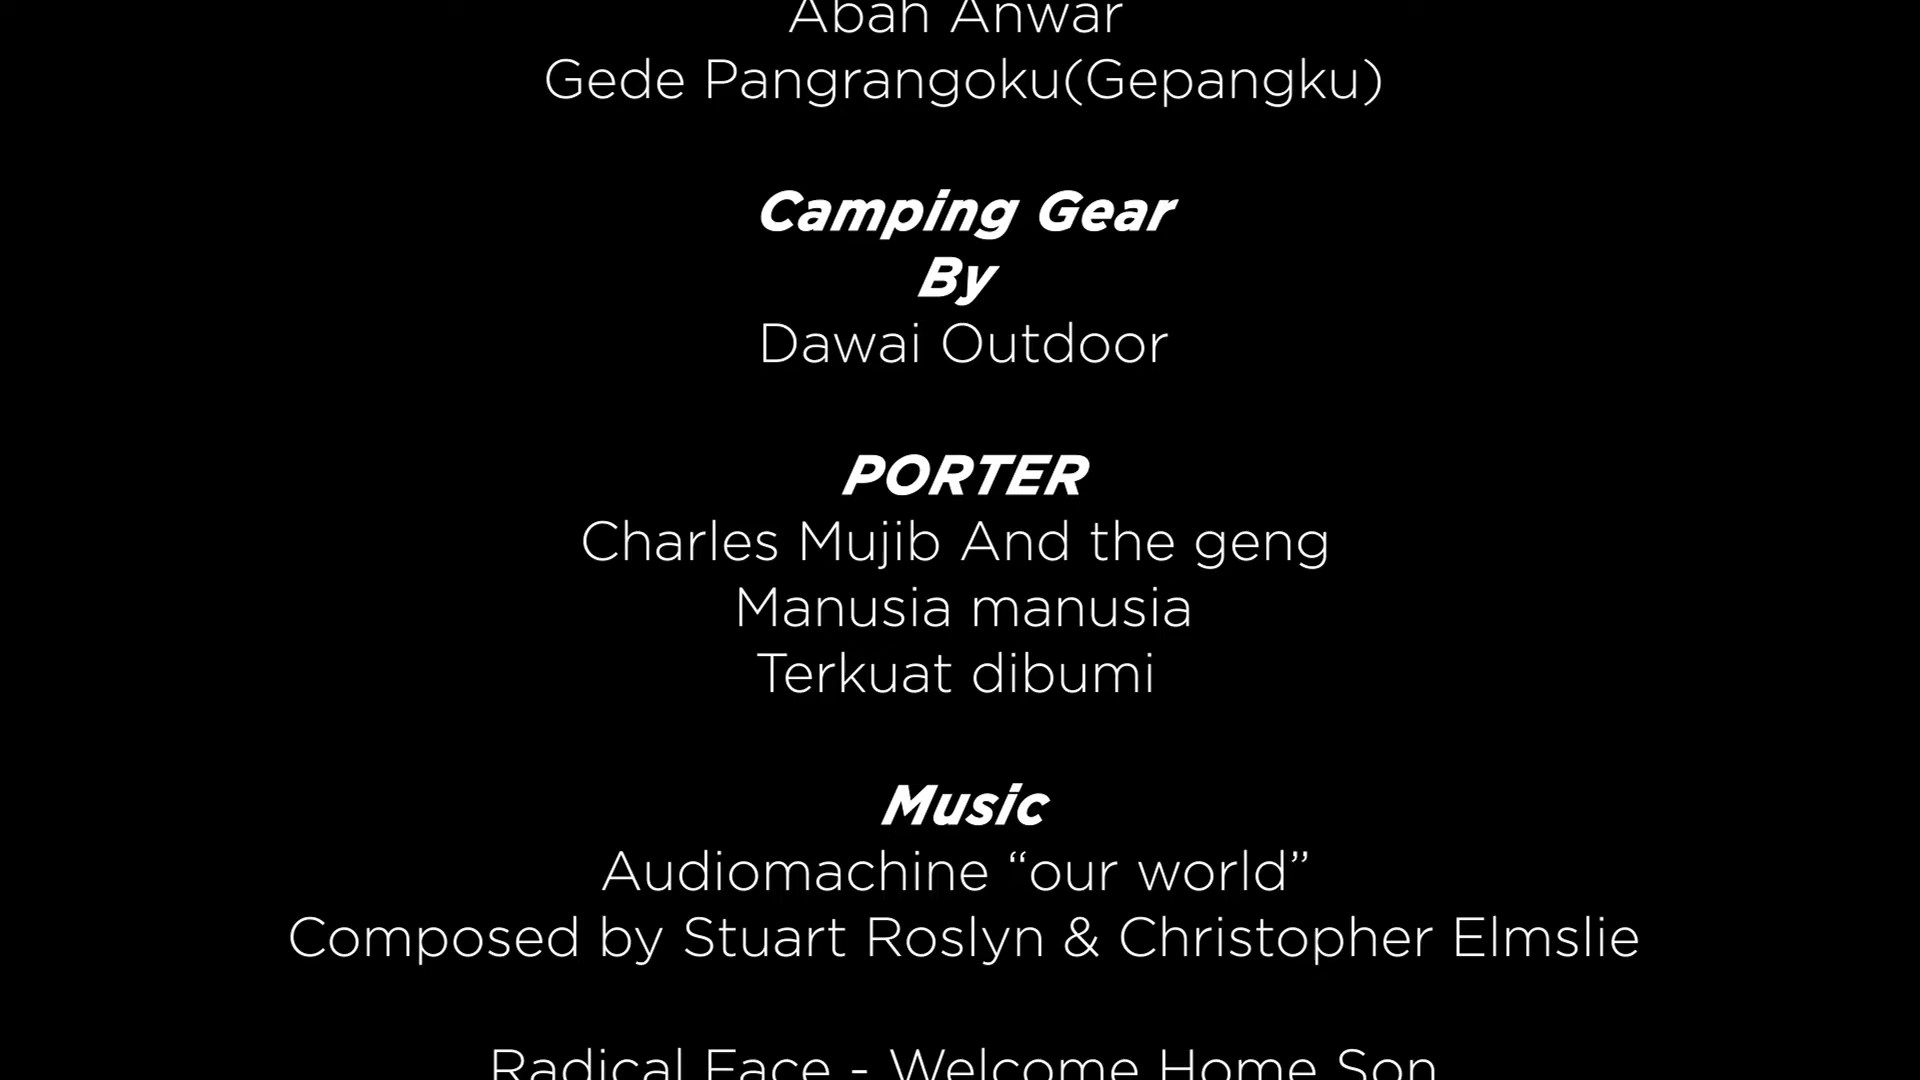 Abah Anwar
Gede Pangrangoku(Gepangku)
Camping Gear
By
Dawai Outdoor
PORTER
Charles Mujib And the geng
Manusia manusia
Terkuat dibumi
Music
Audiomachine “our world”
Composed by Stuart Roslyn & Christopher Elmslie
Radical Face - Welcome Home Son